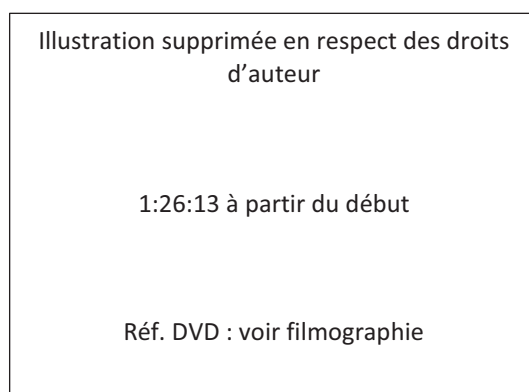 Illustration supprimée en respect des droits
d’auteur
1:26:13 à partir du début
Réf. DVD : voir filmographie